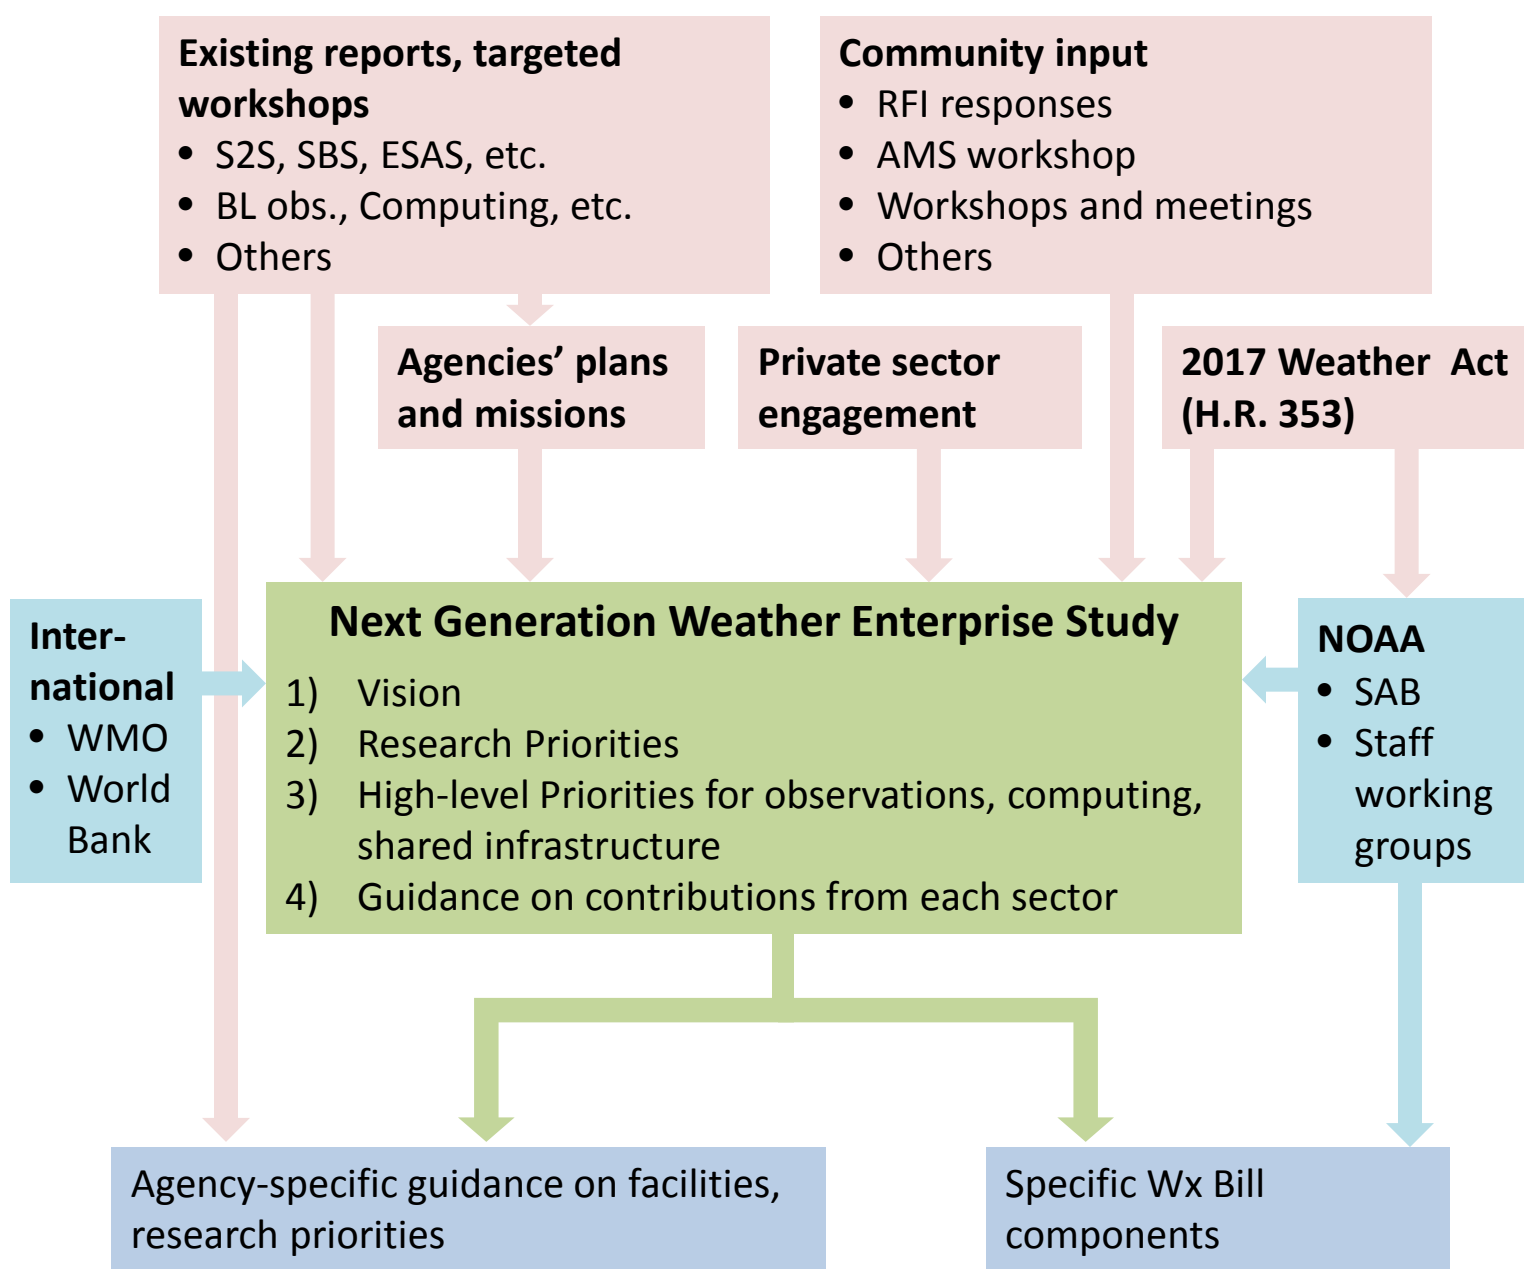 Existing reports, targeted
workshops
• S2S, SBS, ESAS, etc.
• BL obs., Computing, etc.
• Others
Community input
• RFI responses
• AMS workshop
• Workshops and meetings
• Others
Agencies’ plans
and missions
Private sector
engagement
2017 Weather Act
(H.R. 353)
Inter-
national
• WMO
• World
Bank
Next Generation Weather Enterprise Study
1) Vision
2) Research Priorities
3) High-level Priorities for observations, computing,
shared infrastructure
4) Guidance on contributions from each sector
NOAA
• SAB
• Staff
working
groups
Agency-specific guidance on facilities,
research priorities
Specific Wx Bill
components